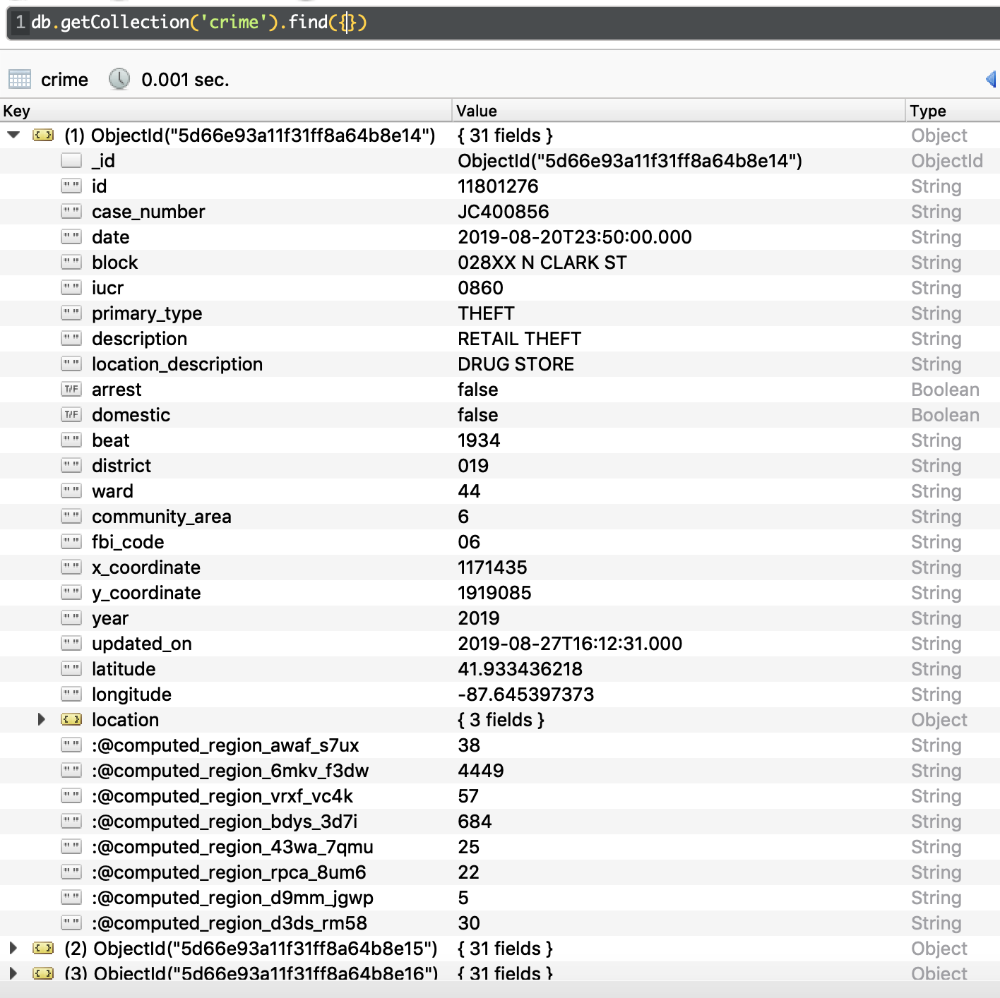 1 db.getCollection('crime').find({})
crime 0.001 sec.
Key Value Type
(1) ObjectId("5d66e93a11f31ff8a64b8e14") { 31 fields } Object
_id ObjectId("5d66e93a11f31ff8a64b8e14") ObjectId
"" id 11801276 String
"" case_number JC400856 String
"" date 2019-08-20T23:50:00.000 String
"" block 028XX N CLARK ST String
"" iucr 0860 String
"" primary_type THEFT String
"" description RETAIL THEFT String
"" location_description DRUG STORE String
T/F arrest false Boolean
T/F domestic false Boolean
"" beat 1934 String
"" district 019 String
"" ward 44 String
"" community_area 6 String
"" fbi_code 06 String
"" x_coordinate 1171435 String
"" y_coordinate 1919085 String
"" year 2019 String
"" updated_on 2019-08-27T16:12:31.000 String
"" latitude 41.933436218 String
"" longitude -87.645397373 String
{} location { 3 fields } Object
"" :@computed_region_awaf_s7ux 38 String
"" :@computed_region_6mkv_f3dw 4449 String
"" :@computed_region_vrxf_vc4k 57 String
"" :@computed_region_bdys_3d7i 684 String
"" :@computed_region_43wa_7qmu 25 String
"" :@computed_region_rpca_8um6 22 String
"" :@computed_region_d9mm_jgwp 5 String
"" :@computed_region_d3ds_rm58 30 String
{} (2) ObjectId("5d66e93a11f31ff8a64b8e15") { 31 fields } Object
{} (3) ObjectId("5d66e93a11f31ff8a64b8e16") { 31 fields } Object